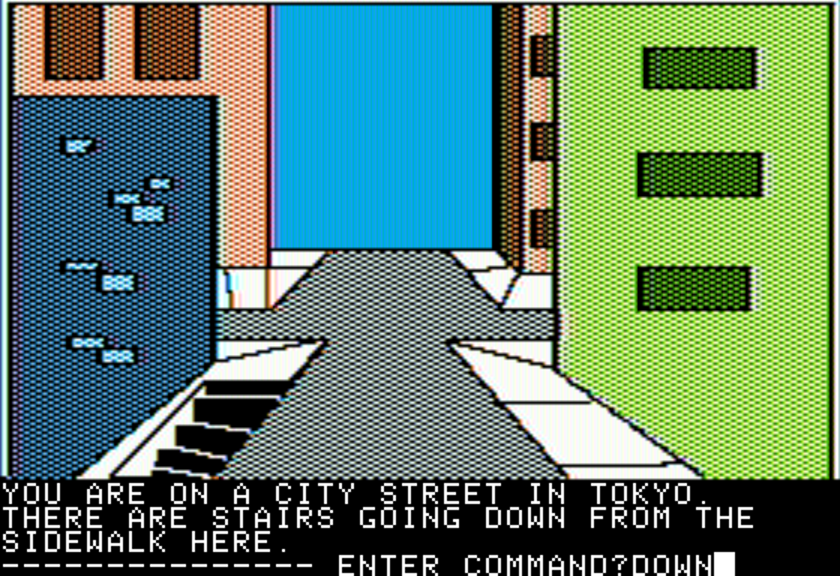 YOU ARE ON A CITY STREET IN TOKYO.
THERE ARE STAIRS GOING DOWN FROM THE
SIDEWALK HERE.
--------------- ENTER COMMAND?DOWN